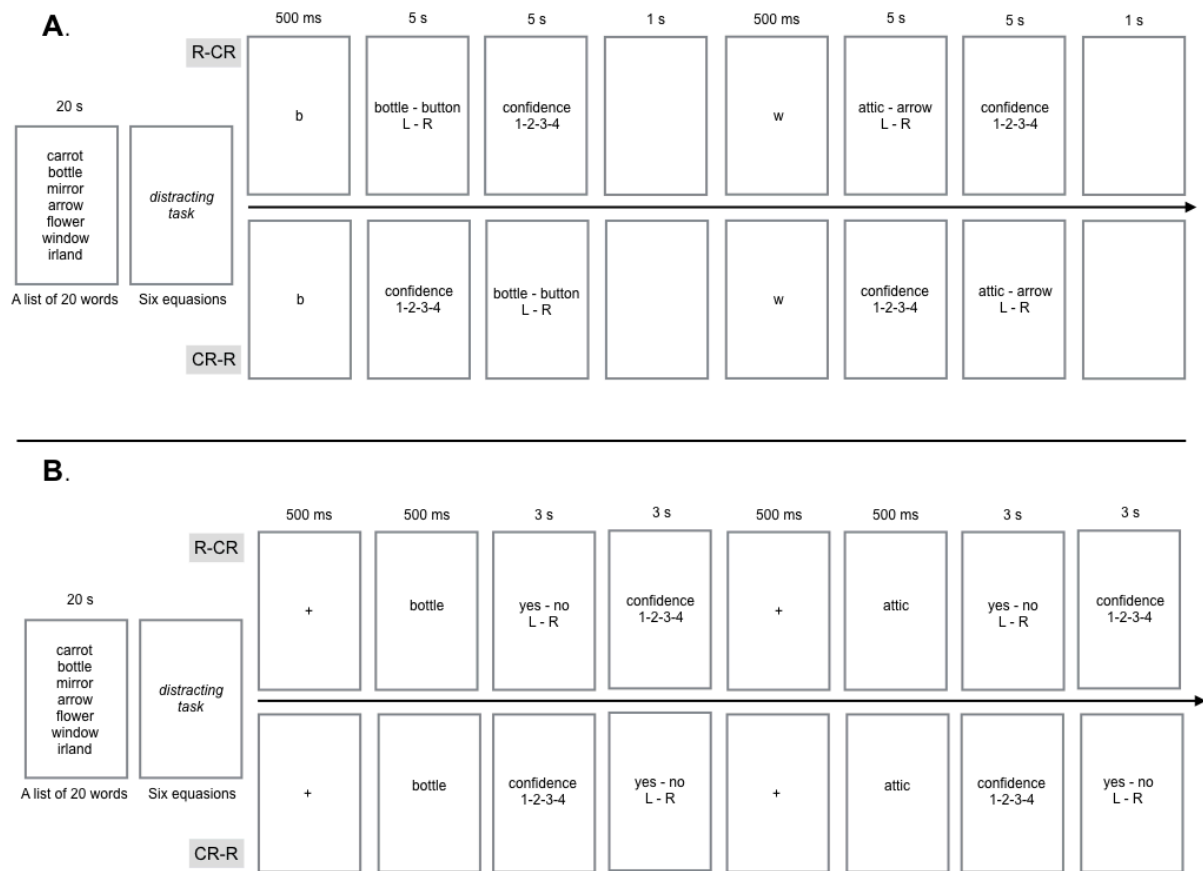 A.
500 ms 5 s 5 s 1 s 500 ms 5 s 5 s 1 s
R-CR
20 s
carrot
bottle
mirror
arrow
flower
window
irland
A list of 20 words
distracting
task
Six equasions
b
bottle - button
L - R
confidence
1-2-3-4
w
attic - arrow
L - R
confidence
1-2-3-4
CR-R
b
confidence
1-2-3-4
bottle - button
L - R
w
confidence
1-2-3-4
attic - arrow
L - R
B.
500 ms 500 ms 3 s 3 s 500 ms 500 ms 3 s 3 s
R-CR
20 s
carrot
bottle
mirror
arrow
flower
window
irland
A list of 20 words
distracting
task
Six equasions
+
bottle
yes - no
L - R
confidence
1-2-3-4
+
attic
yes - no
L - R
confidence
1-2-3-4
CR-R
+
bottle
confidence
1-2-3-4
yes - no
L - R
+
attic
confidence
1-2-3-4
yes - no
L - R